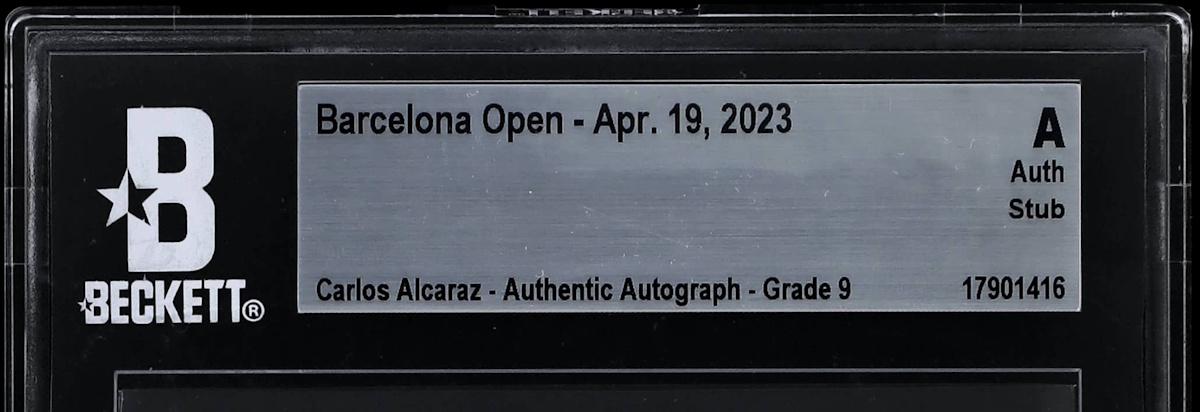 Barcelona Open - Apr. 19, 2023
A
Auth
Stub
Carlos Alcaraz - Authentic Autograph - Grade 9
17901416
B
BECKETT®